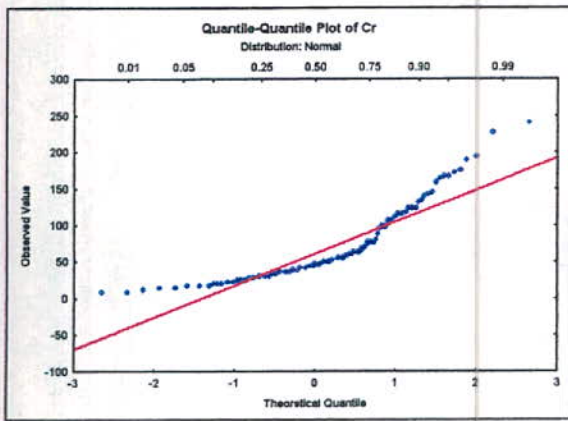 Quantile-Quantile Plot of Cr
Distribution: Normal
0.01 0.05 0.25 0.50 0.75 0.90 0.99
300
250
200
150
100
50
0
-50
-100
Observed Value
-3 -2 -1 0 1 2 3
Theoretical Quantile